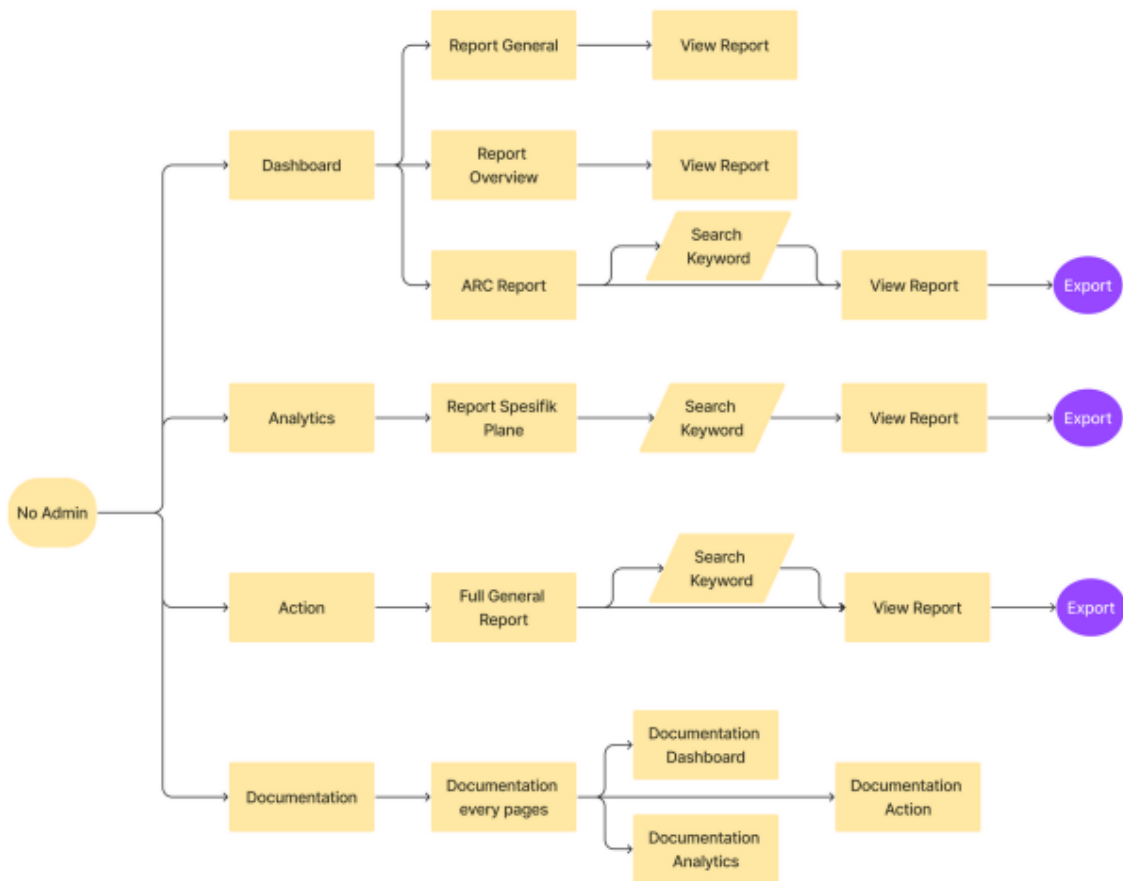 Report General
View Report
Dashboard
Report
Overview
View Report
Search
Keyword
ARC Report
View Report
Export
Analytics
Report Spesifik
Plane
Search
Keyword
View Report
Export
No Admin
Search
Keyword
Action
Full General
Report
View Report
Export
Documentation
Dashboard
Documentation
Documentation
every pages
Documentation
Action
Documentation
Analytics